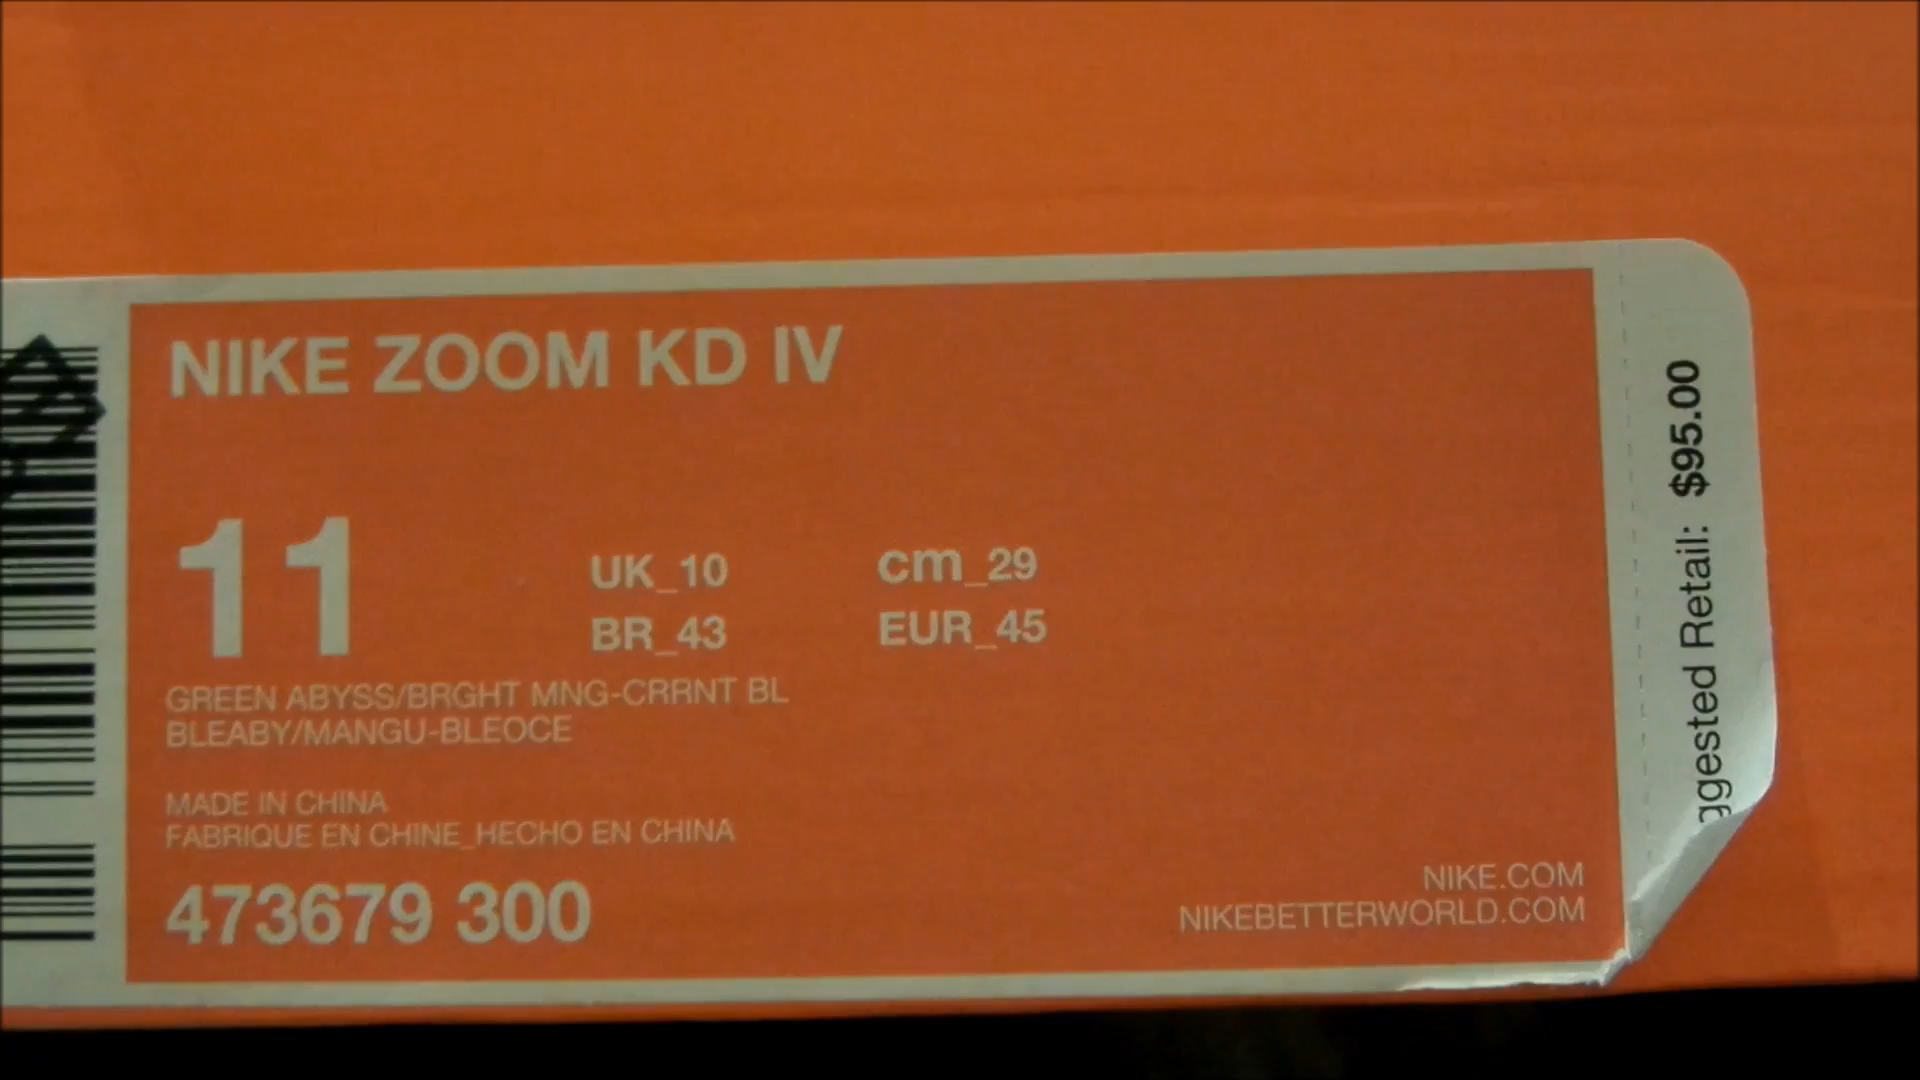 NIKE ZOOM KD IV
11
UK_10
cm_29
BR_43
EUR_45
GREEN ABYSS/BRGHT MNG-CRRNT BL
BLEABY/MANGU-BLEOCE
MADE IN CHINA
FABRIQUE EN CHINE_HECHO EN CHINA
473679 300
NIKE.COM
NIKEBETTERWORLD.COM
ggested Retail: $95.00